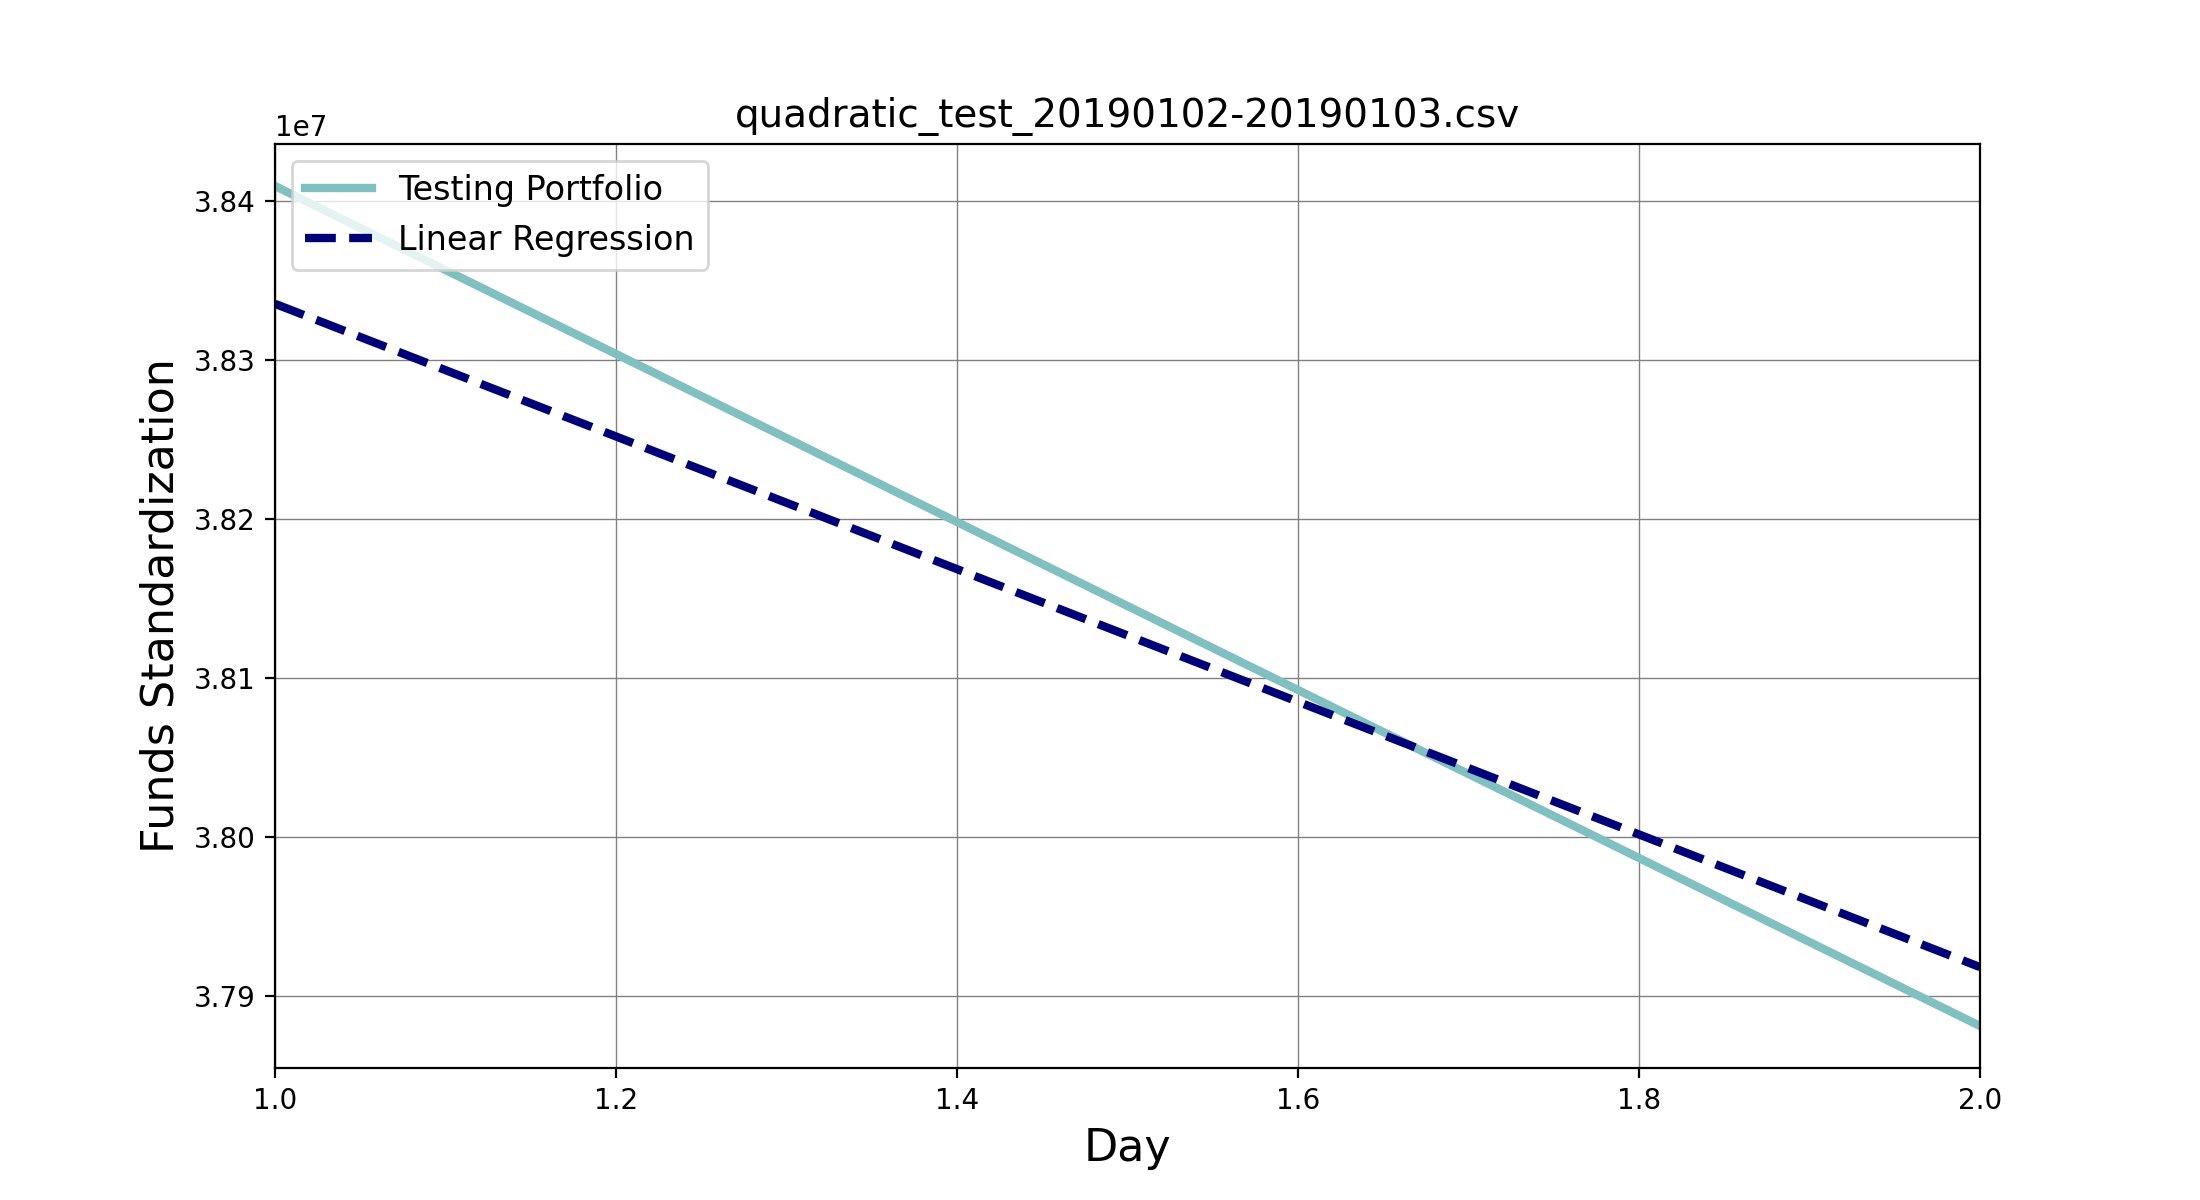 quadratic_test_20190102-20190103.csv
1e7
Testing Portfolio
Linear Regression
3.84
3.83
3.82
3.81
3.80
3.79
Funds Standardization
1.0 1.2 1.4 1.6 1.8 2.0
Day